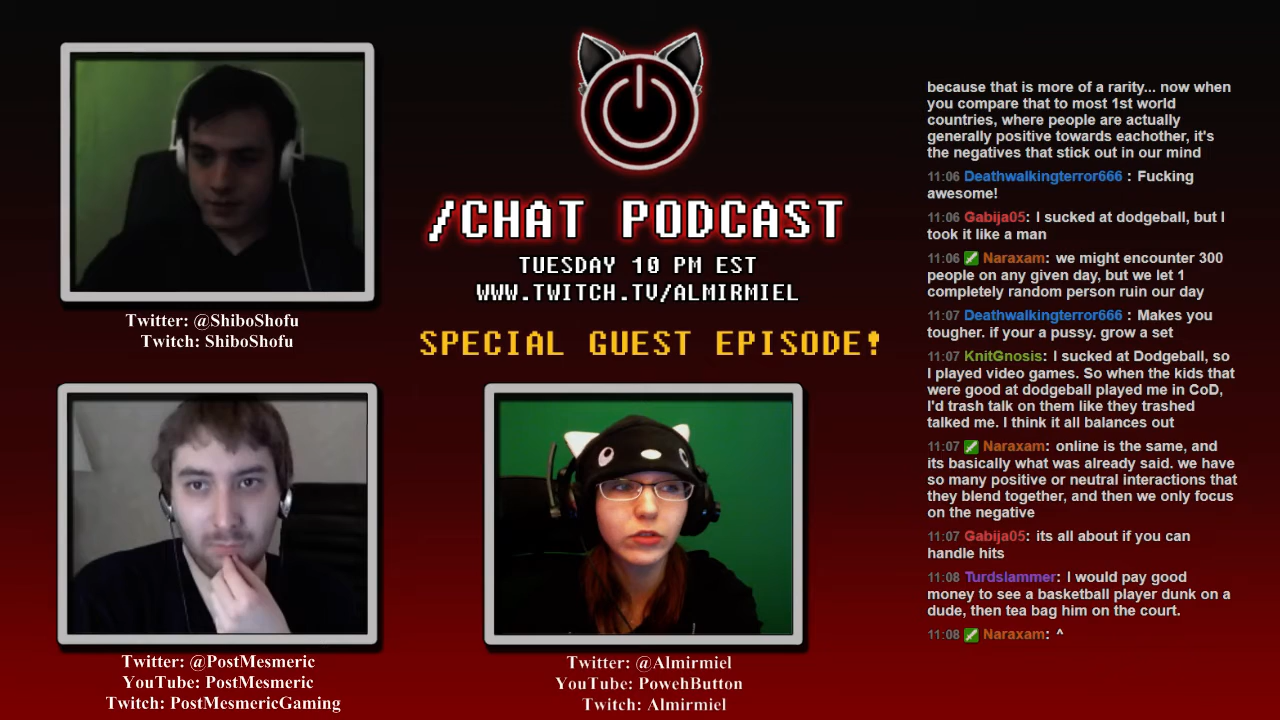 /CHAT PODCAST
TUESDAY 10 PM EST
WWW.TWITCH.TV/ALMIRMIEL
SPECIAL GUEST EPISODE!
Twitter: @ShiboShofu
Twitch: ShiboShofu
Twitter: @PostMesmeric
YouTube: PostMesmeric
Twitch: PostMesmericGaming
Twitter: @Almirmiel
YouTube: PowehButton
Twitch: Almirmiel
because that is more of a rarity... now when
you compare that to most 1st world
countries, where people are actually
generally positive towards eachother, it's
the negatives that stick out in our mind
11:06 Deathwalkingterror666 : Fucking
awesome!
11:06 Gabija05: I sucked at dodgeball, but I
took it like a man
11:06 Naraxam: we might encounter 300
people on any given day, but we let 1
completely random person ruin our day
11:07 Deathwalkingterror666 : Makes you
tougher. if your a pussy. grow a set
11:07 KnitGnosis: I sucked at Dodgeball, so
I played video games. So when the kids that
were good at dodgeball played me in CoD,
I'd trash talk on them like they trashed
talked me. I think it all balances out
11:07 Naraxam: online is the same, and
its basically what was already said. we have
so many positive or neutral interactions that
they blend together, and then we only focus
on the negative
11:07 Gabija05: its all about if you can
handle hits
11:08 Turdslammer: I would pay good
money to see a basketball player dunk on a
dude, then tea bag him on the court.
11:08 Naraxam: ^